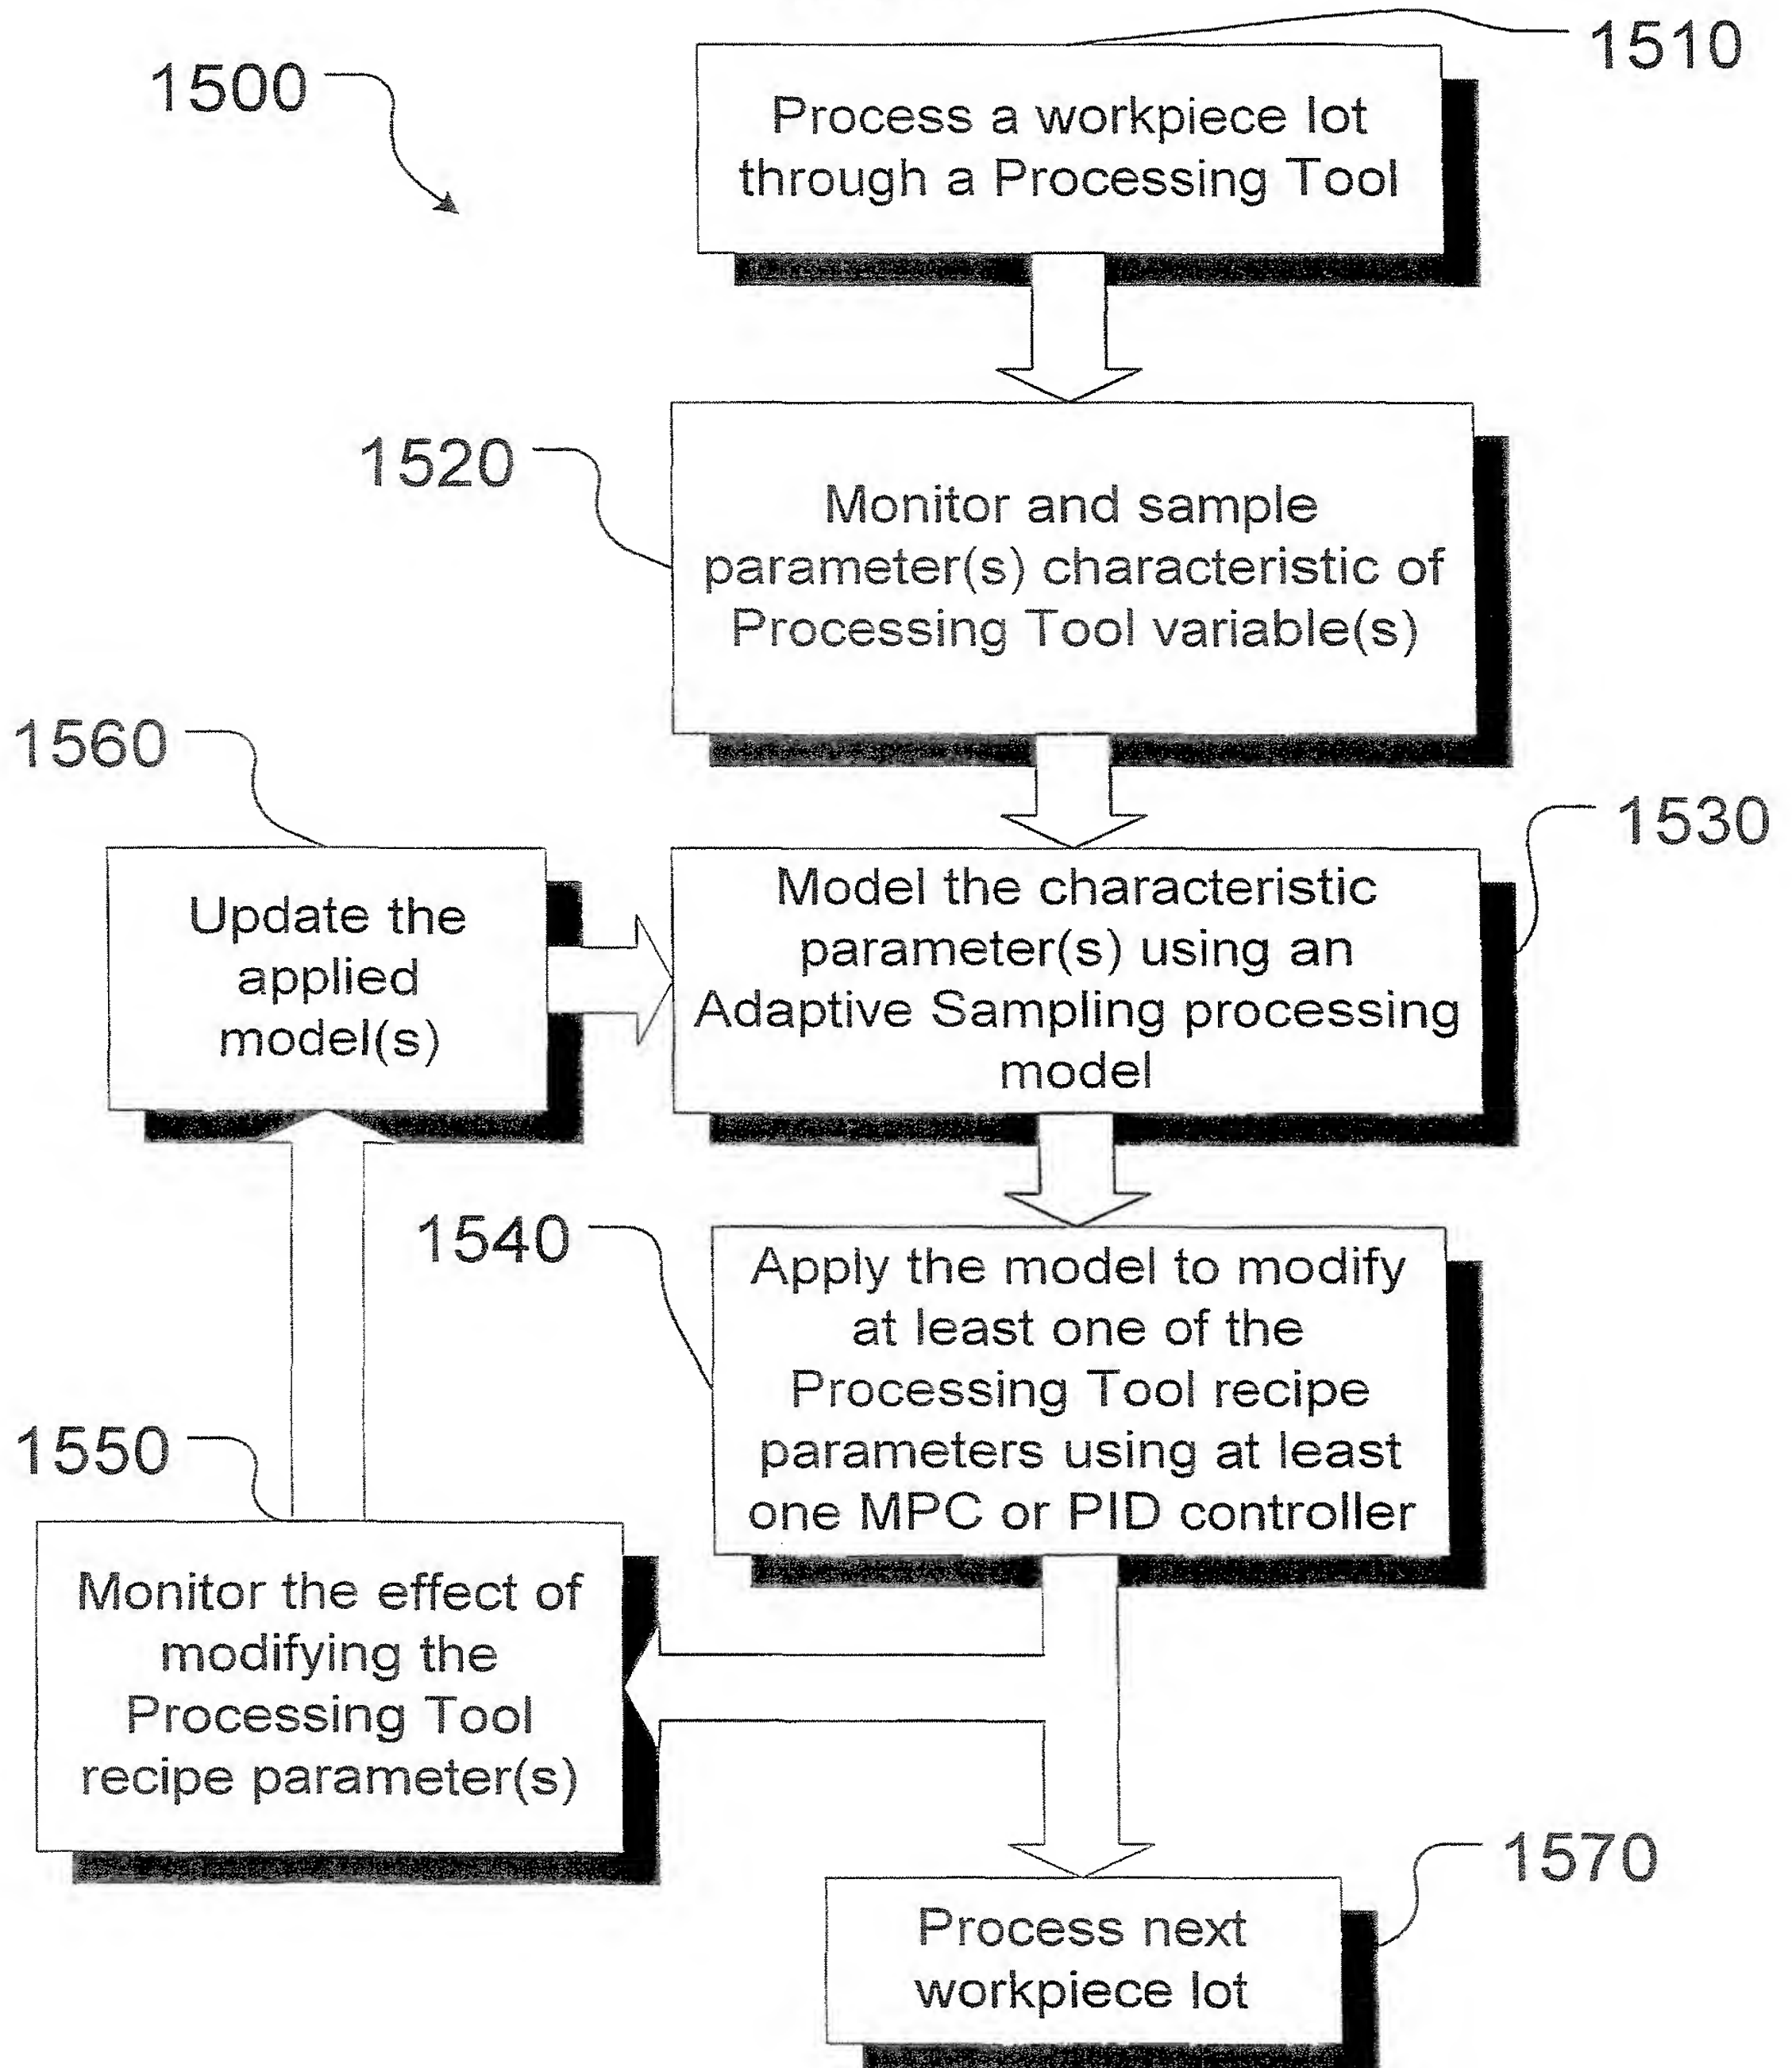 1510
1500
Process a workpiece lot
through a Processing Tool
1520
Monitor and sample
parameter(s) characteristic of
Processing Tool variable(s)
1560
1530
Update the
applied
model(s)
Model the characteristic
parameter(s) using an
Adaptive Sampling processing
model
1540
Apply the model to modify
at least one of the
Processing Tool recipe
parameters using at least
one MPC or PID controller
1550
Monitor the effect of
modifying the
Processing Tool
recipe parameter(s)
1570
Process next
workpiece lot